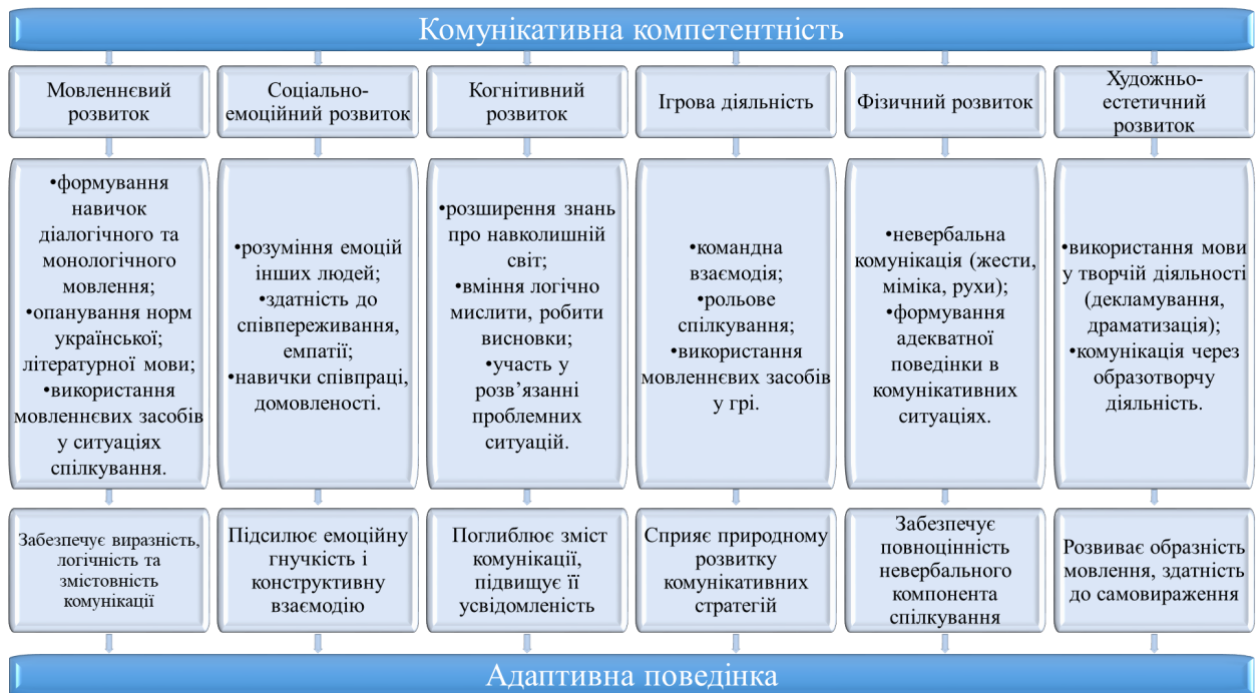 Комунікативна компетентність
Мовленнєвий
розвиток
Соціально-
емоційний розвиток
Когнітивний
розвиток
Ігрова діяльність
Фізичний розвиток
Художньо-
естетичний
розвиток
•формування
навичок
діалогічного та
монологічного
мовлення;
•опанування норм
української;
літературної мови;
•використання
мовленнєвих засобів
у ситуаціях
спілкування.
•розуміння емоцій
інших людей;
•здатність до
співпереживання,
емпатії;
•навички співпраці,
домовленості.
•розширення знань
про навколишній
світ;
•вміння логічно
мислити, робити
висновки;
•участь у
розв’язанні
проблемних
ситуацій.
•командна
взаємодія;
•рольове
спілкування;
•використання
мовленнєвих засобів
у грі.
•невербальна
комунікація (жести,
міміка, рухи);
•формування
адекватної
поведінки в
комунікативних
ситуаціях.
•використання мови
у творчій діяльності
(декламування,
драматизація);
•комунікація через
образотворчу
діяльність.
Забезпечує виразність,
логічність та
змістовність
комунікації
Підсилює емоційну
гнучкість і
конструктивну
взаємодію
Поглиблює зміст
комунікації,
підвищує її
усвідомленість
Сприяє природному
розвитку
комунікативних
стратегій
Забезпечує
повноцінність
невербального
компонента
спілкування
Розвиває образність
мовлення, здатність
до самовираження
Адаптивна поведінка